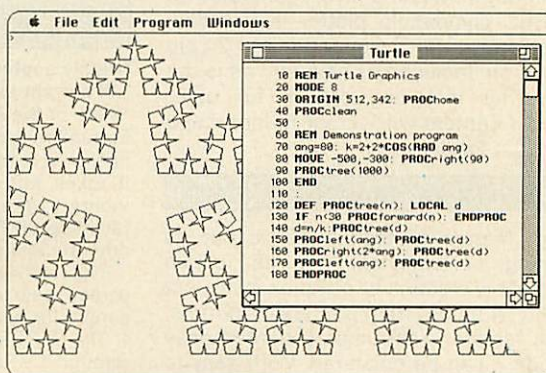 File Edit Program Windows
Turtle
10 REM Turtle Graphics
20 MODE 8
30 ORIGIN 512,342: PROChome
40 PROCclean
50 :
60 REM Demonstration program
70 ang=80: k=2+2*COS(RAD ang)
80 MOVE -500,-300: PROCright(90)
90 PROCtree(1000)
100 END
110 :
120 DEF PROCtree(n): LOCAL d
130 IF n<30 PROCforward(n): ENDPROC
140 d=n/k:PROCtree(d)
150 PROCleft(ang): PROCtree(d)
160 PROCright(2*ang): PROCtree(d)
170 PROCleft(ang): PROCtree(d)
180 ENDPROC